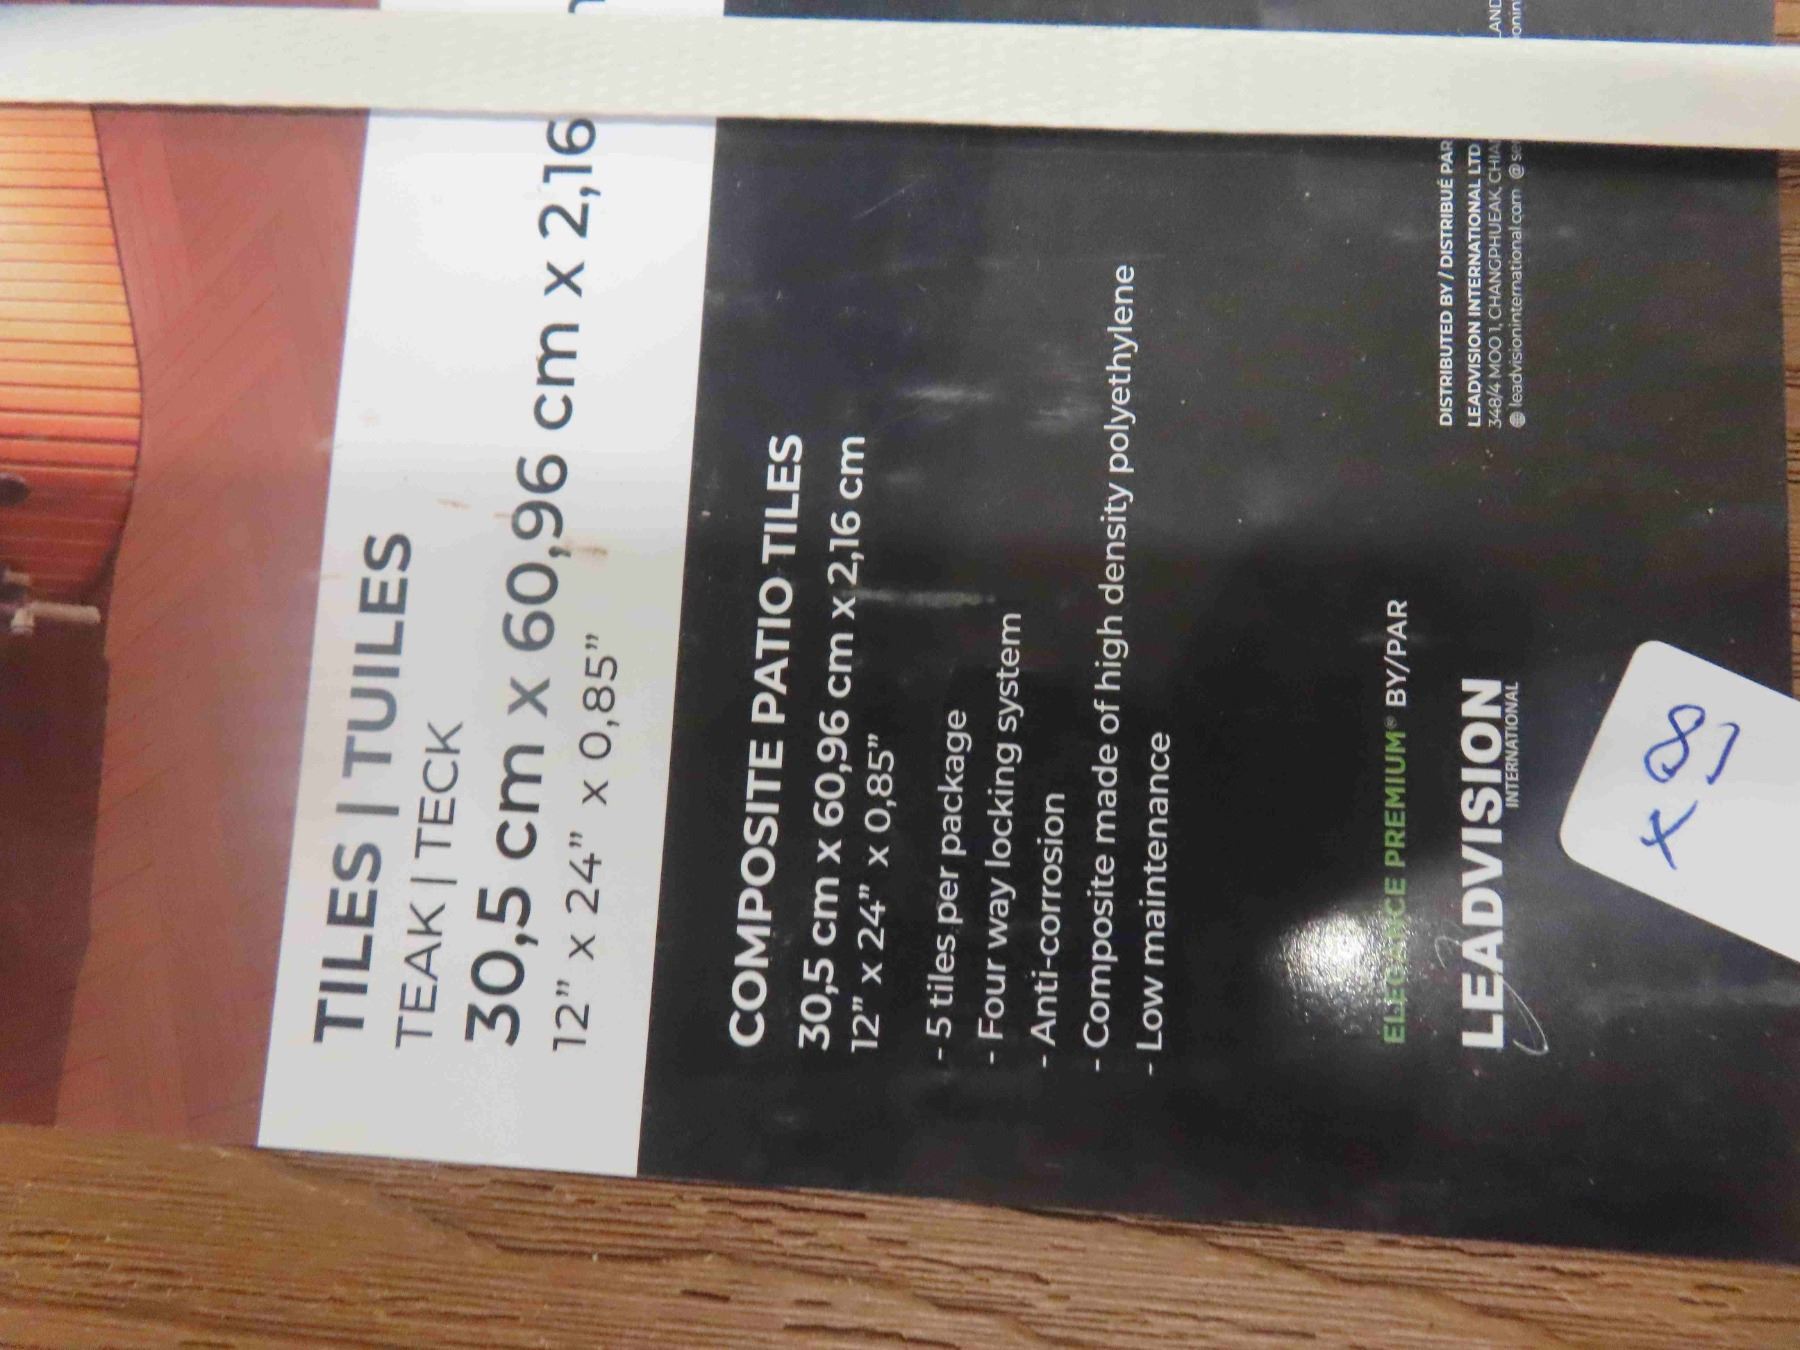 TILES | TUILES
TEAK | TECK
30,5 cm x 60,96 cm x 2,16
12” x 24” x 0,85”
COMPOSITE PATIO TILES
30,5 cm x 60,96 cm x 2,16 cm
12” x 24” x 0,85”
- 5 tiles per package
- Four way locking system
- Anti-corrosion
- Composite made of high density polyethylene
- Low maintenance
ELEGANCE PREMIUM® BY/PAR
LEADVISION
INTERNATIONAL
DISTRIBUTED BY / DISTRIBUÉ PAR
LEADVISION INTERNATIONAL LTD
348/4 MOO 1, CHANGPHUEAK, CHIA
leadvisioninternational.com @ se